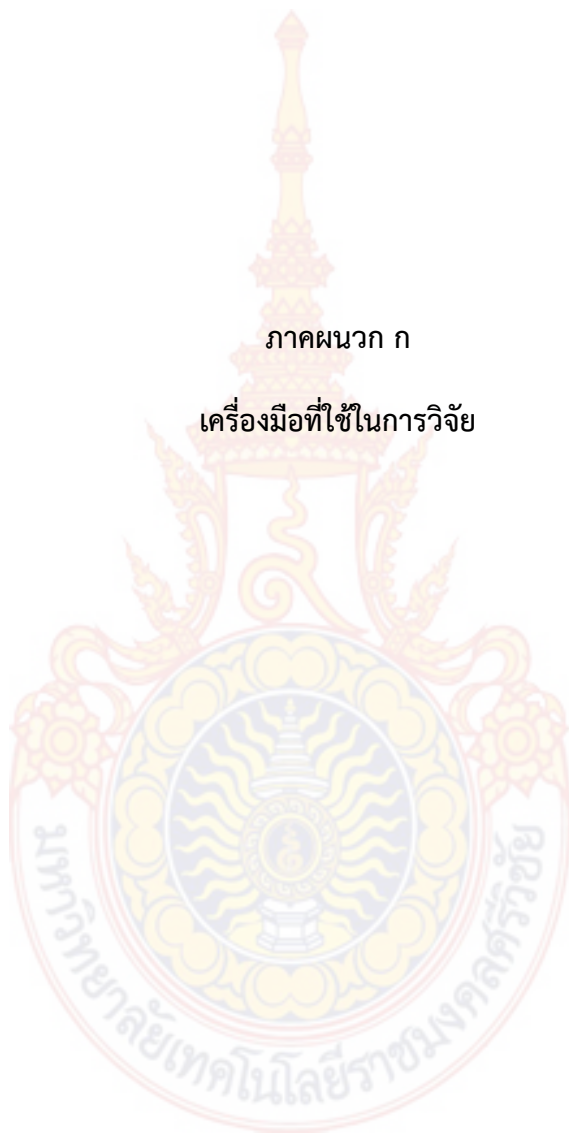 ภาคผนวก ก
เครื่องมือที่ใช้ในการวิจัย
มหาวิทยาลัยเทคโนโลยีราชมงคลศรีวิชัย